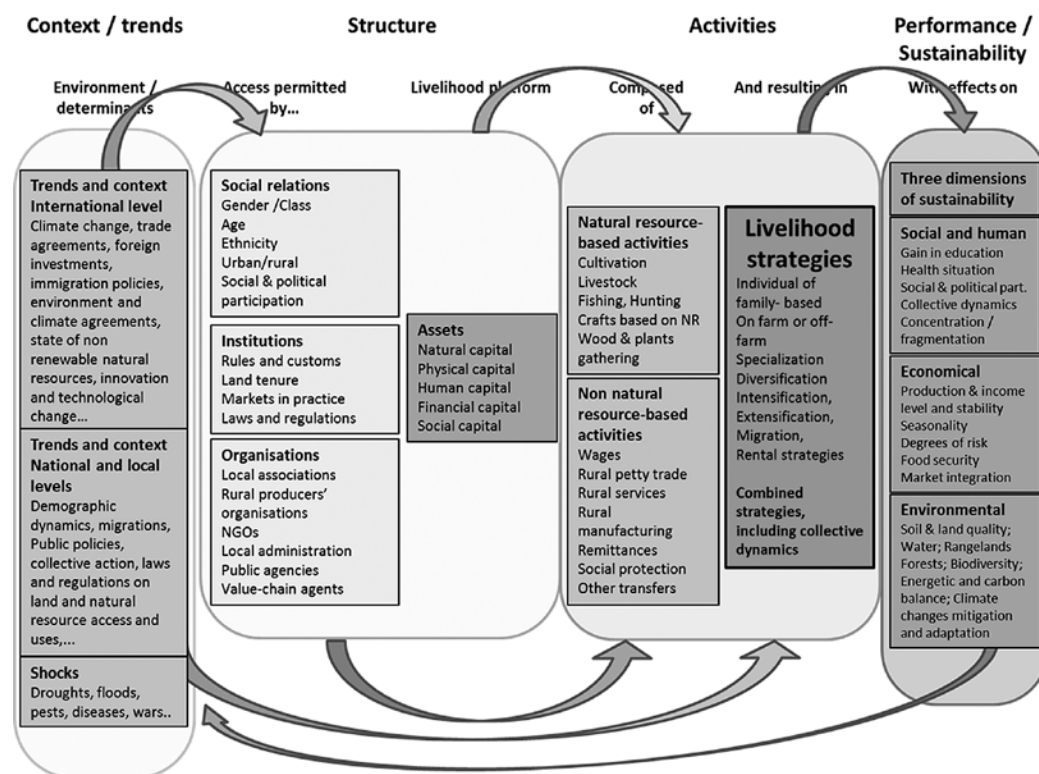 Context / trends
Structure
Activities
Performance /
Sustainability
Environment /
determinants
Access permitted
by...
Livelihood platform
Composed
of
And resulting in
With effects on
Trends and context
International level
Climate change, trade
agreements, foreign
investments,
immigration policies,
environment and
climate agreements,
state of non
renewable natural
resources, innovation
and technological
change...
Trends and context
National and local
levels
Demographic
dynamics, migrations,
Public policies,
collective action, laws
and regulations on
land and natural
resource access and
uses,...
Shocks
Droughts, floods,
pests, diseases, wars..
Social relations
Gender /Class
Age
Ethnicity
Urban/rural
Social & political
participation
Institutions
Rules and customs
Land tenure
Markets in practice
Laws and regulations
Organisations
Local associations
Rural producers'
organisations
NGOs
Local administration
Public agencies
Value-chain agents
Assets
Natural capital
Physical capital
Human capital
Financial capital
Social capital
Natural resource-
based activities
Cultivation
Livestock
Fishing, Hunting
Crafts based on NR
Wood & plants
gathering
Non natural
resource-based
activities
Wages
Rural petty trade
Rural services
Rural
manufacturing
Remittances
Social protection
Other transfers
Livelihood
strategies
Individual of
family- based
On farm or off-
farm
Specialization
Diversification
Intensification,
Extensification,
Migration,
Rental strategies
Combined
strategies,
including collective
dynamics
Three dimensions
of sustainability
Social and human
Gain in education
Health situation
Social & political part.
Collective dynamics
Concentration /
fragmentation
Economical
Production & income
level and stability
Seasonality
Degrees of risk
Food security
Market integration
Environmental
Soil & land quality;
Water; Rangelands
Forests; Biodiversity;
Energetic and carbon
balance; Climate
changes mitigation
and adaptation